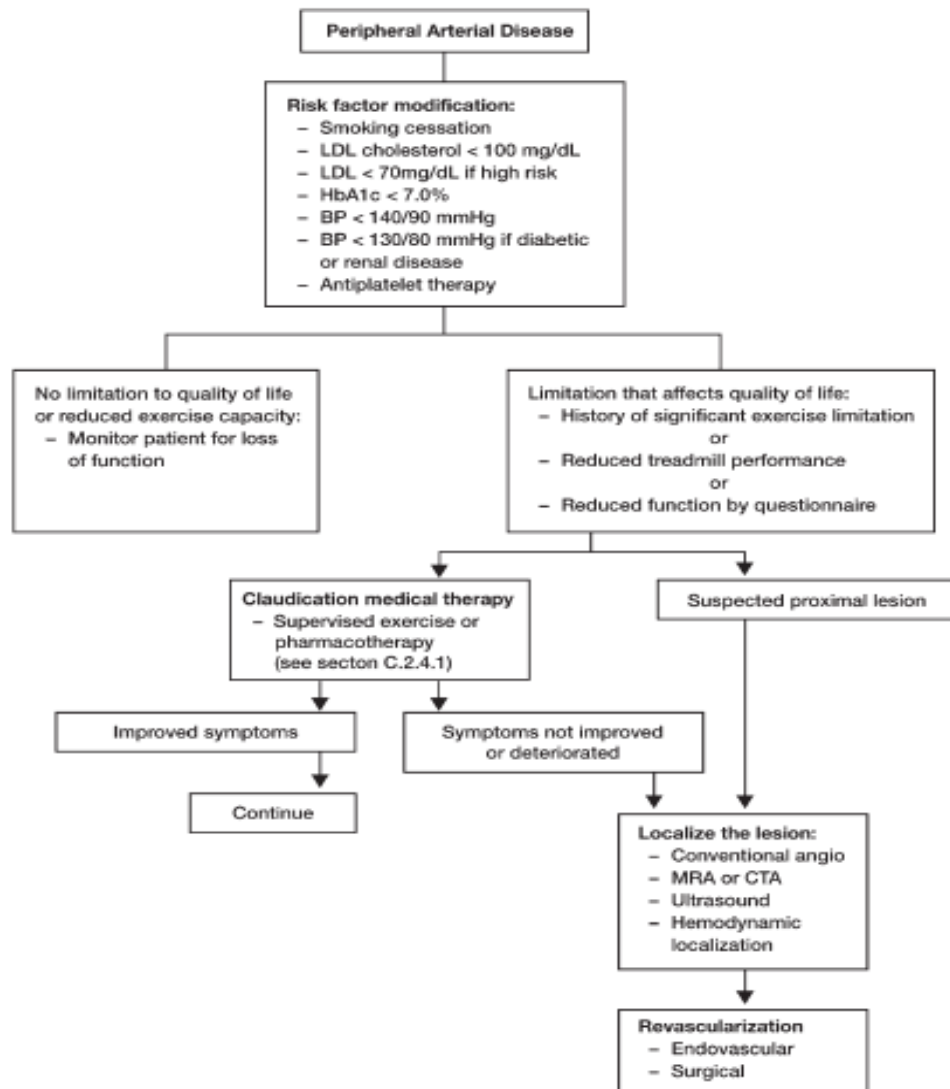 Peripheral Arterial Disease
Risk factor modification:
– Smoking cessation
– LDL cholesterol < 100 mg/dL
– LDL < 70mg/dL if high risk
– HbA1c < 7.0%
– BP < 140/90 mmHg
– BP < 130/80 mmHg if diabetic
or renal disease
– Antiplatelet therapy
No limitation to quality of life
or reduced exercise capacity:
– Monitor patient for loss
of function
Limitation that affects quality of life:
– History of significant exercise limitation
or
– Reduced treadmill performance
or
– Reduced function by questionnaire
Claudication medical therapy
– Supervised exercise or
pharmacotherapy
(see secton C.2.4.1)
Suspected proximal lesion
Improved symptoms
Symptoms not improved
or deteriorated
Continue
Localize the lesion:
– Conventional angio
– MRA or CTA
– Ultrasound
– Hemodynamic
localization
Revascularization
– Endovascular
– Surgical